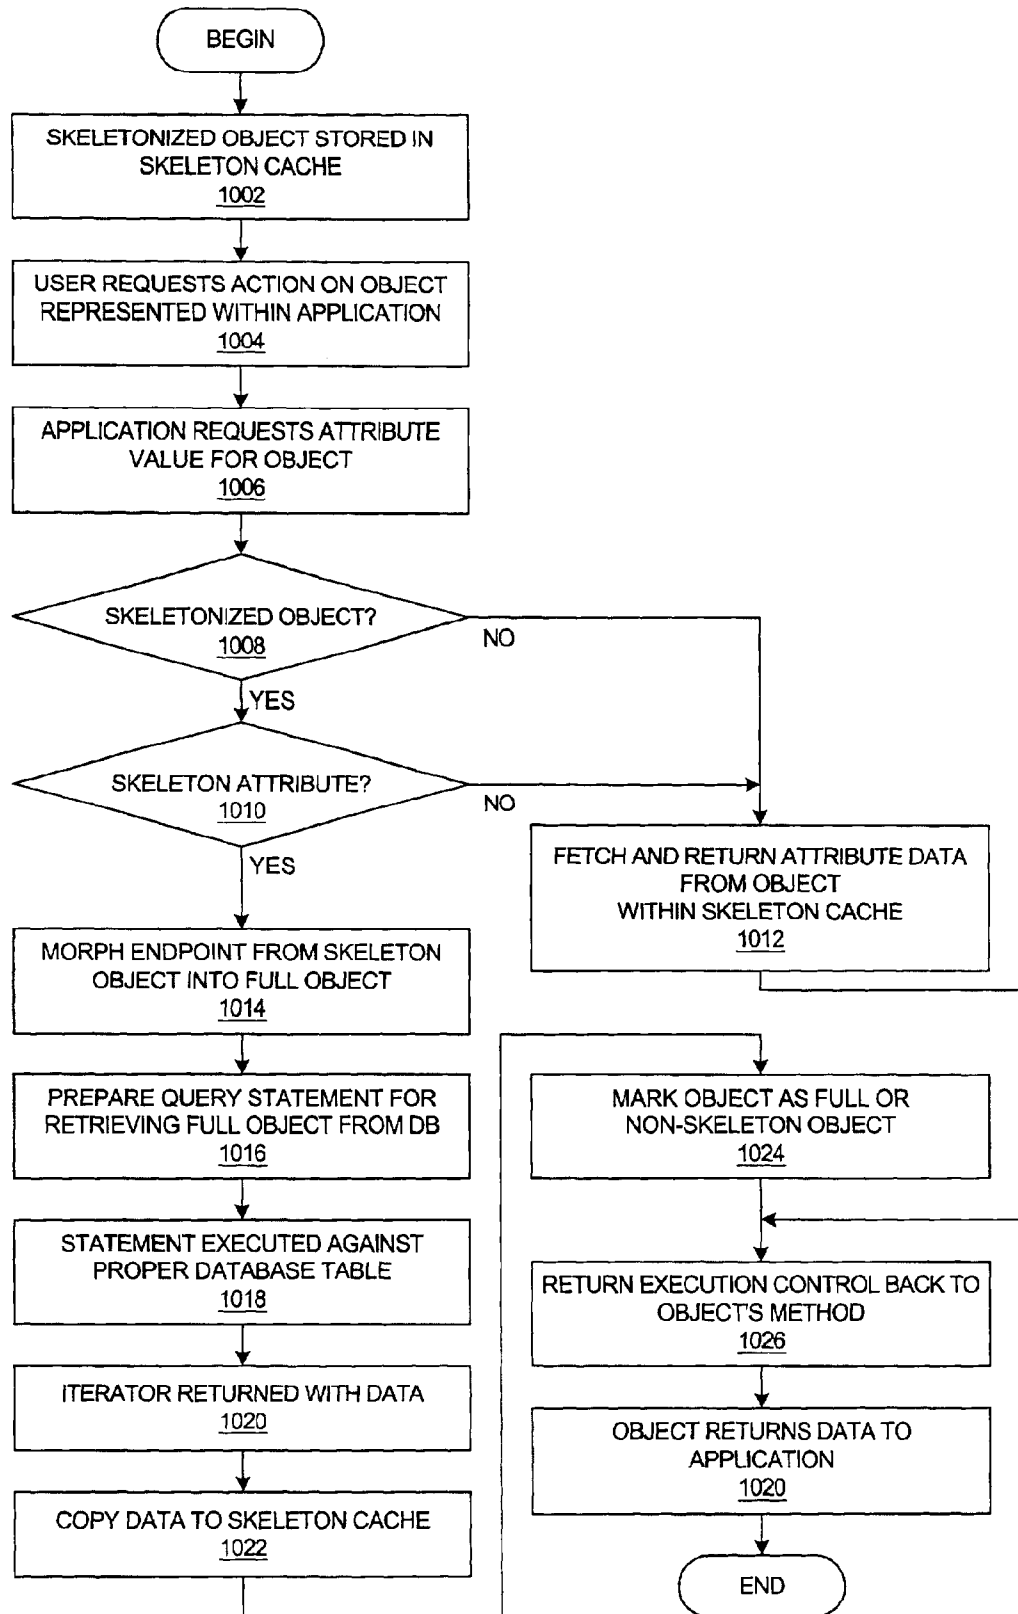 BEGIN
SKELETONIZED OBJECT STORED IN
SKELETON CACHE
1002
USER REQUESTS ACTION ON OBJECT
REPRESENTED WITHIN APPLICATION
1004
APPLICATION REQUESTS ATTRIBUTE
VALUE FOR OBJECT
1006
SKELETONIZED OBJECT?
1008
NO
YES
SKELETON ATTRIBUTE?
1010
NO
YES
FETCH AND RETURN ATTRIBUTE DATA
FROM OBJECT
WITHIN SKELETON CACHE
1012
MORPH ENDPOINT FROM SKELETON
OBJECT INTO FULL OBJECT
1014
PREPARE QUERY STATEMENT FOR
RETRIEVING FULL OBJECT FROM DB
1016
STATEMENT EXECUTED AGAINST
PROPER DATABASE TABLE
1018
ITERATOR RETURNED WITH DATA
1020
COPY DATA TO SKELETON CACHE
1022
MARK OBJECT AS FULL OR
NON-SKELETON OBJECT
1024
RETURN EXECUTION CONTROL BACK TO
OBJECT'S METHOD
1026
OBJECT RETURNS DATA TO
APPLICATION
1020
END